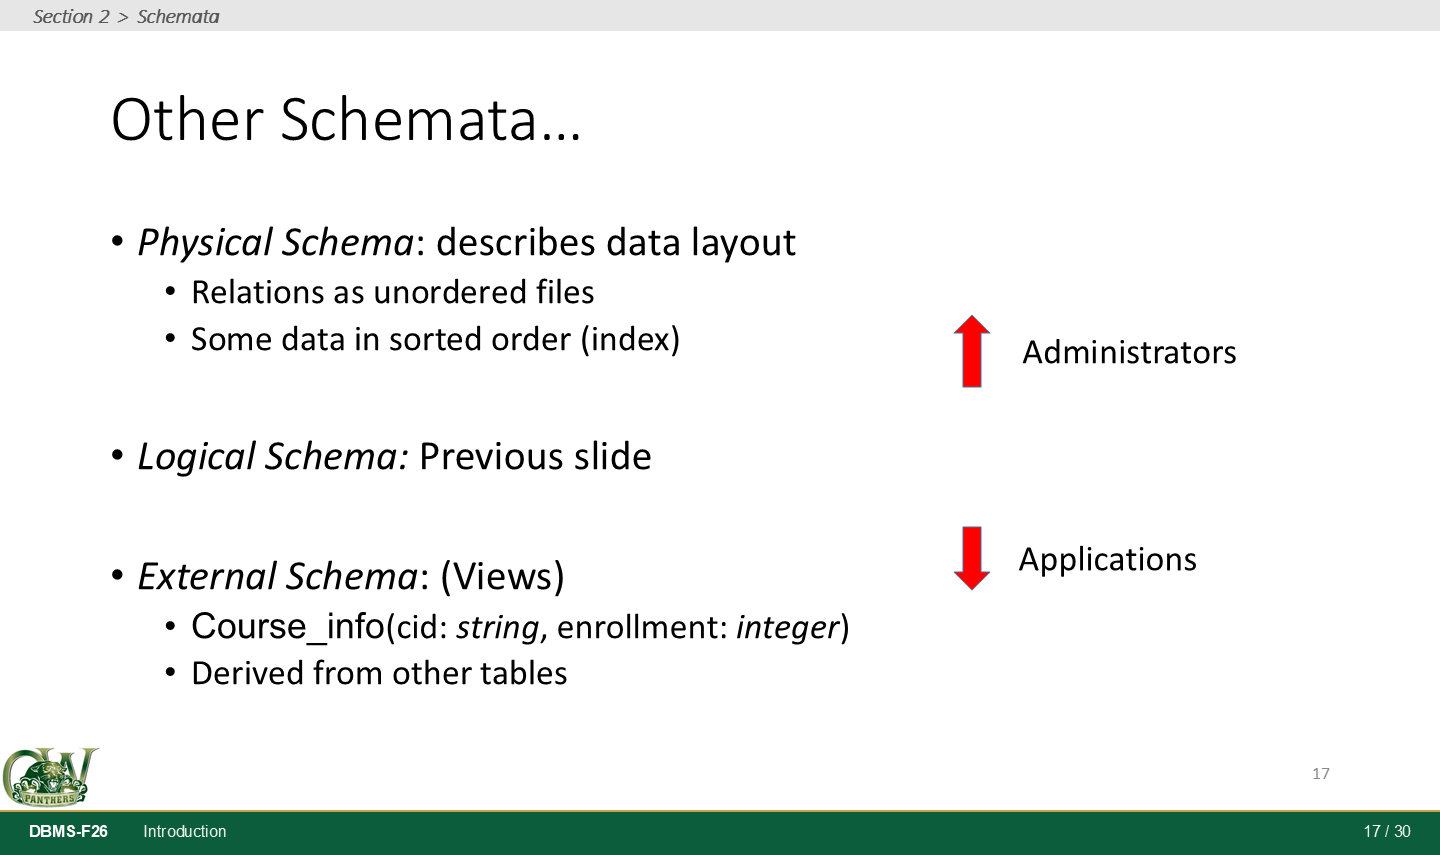 Section 2 > Schemata
Other Schemata...
• Physical Schema: describes data layout
• Relations as unordered files
• Some data in sorted order (index)
Administrators
• Logical Schema: Previous slide
Applications
• External Schema: (Views)
• Course_info(cid: string, enrollment: integer)
• Derived from other tables
OW
PANTHERS
17
DBMS-F26 Introduction 17 / 30